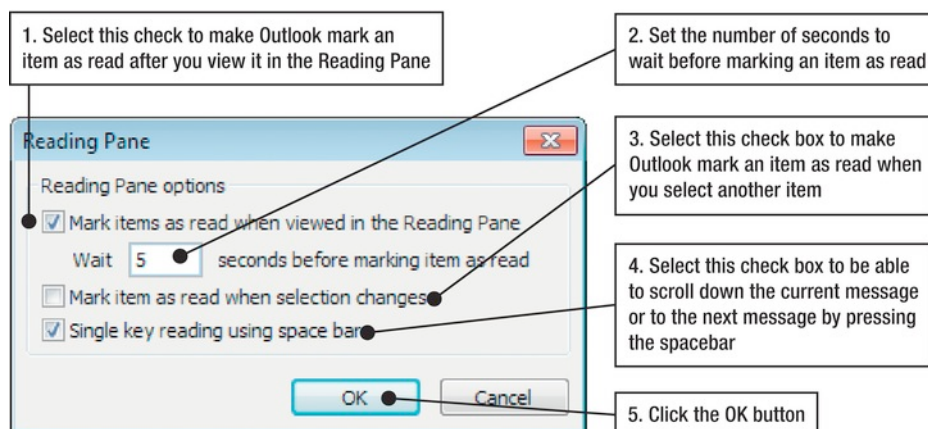 1. Select this check to make Outlook mark an
item as read after you view it in the Reading Pane
2. Set the number of seconds to
wait before marking an item as read
Reading Pane
3. Select this check box to make
Outlook mark an item as read when
you select another item
Reading Pane options
Mark items as read when viewed in the Reading Pane
Wait 5 seconds before marking item as read
Mark item as read when selection changes
Single key reading using space bar
4. Select this check box to be able
to scroll down the current message
or to the next message by pressing
the spacebar
OK Cancel
5. Click the OK button